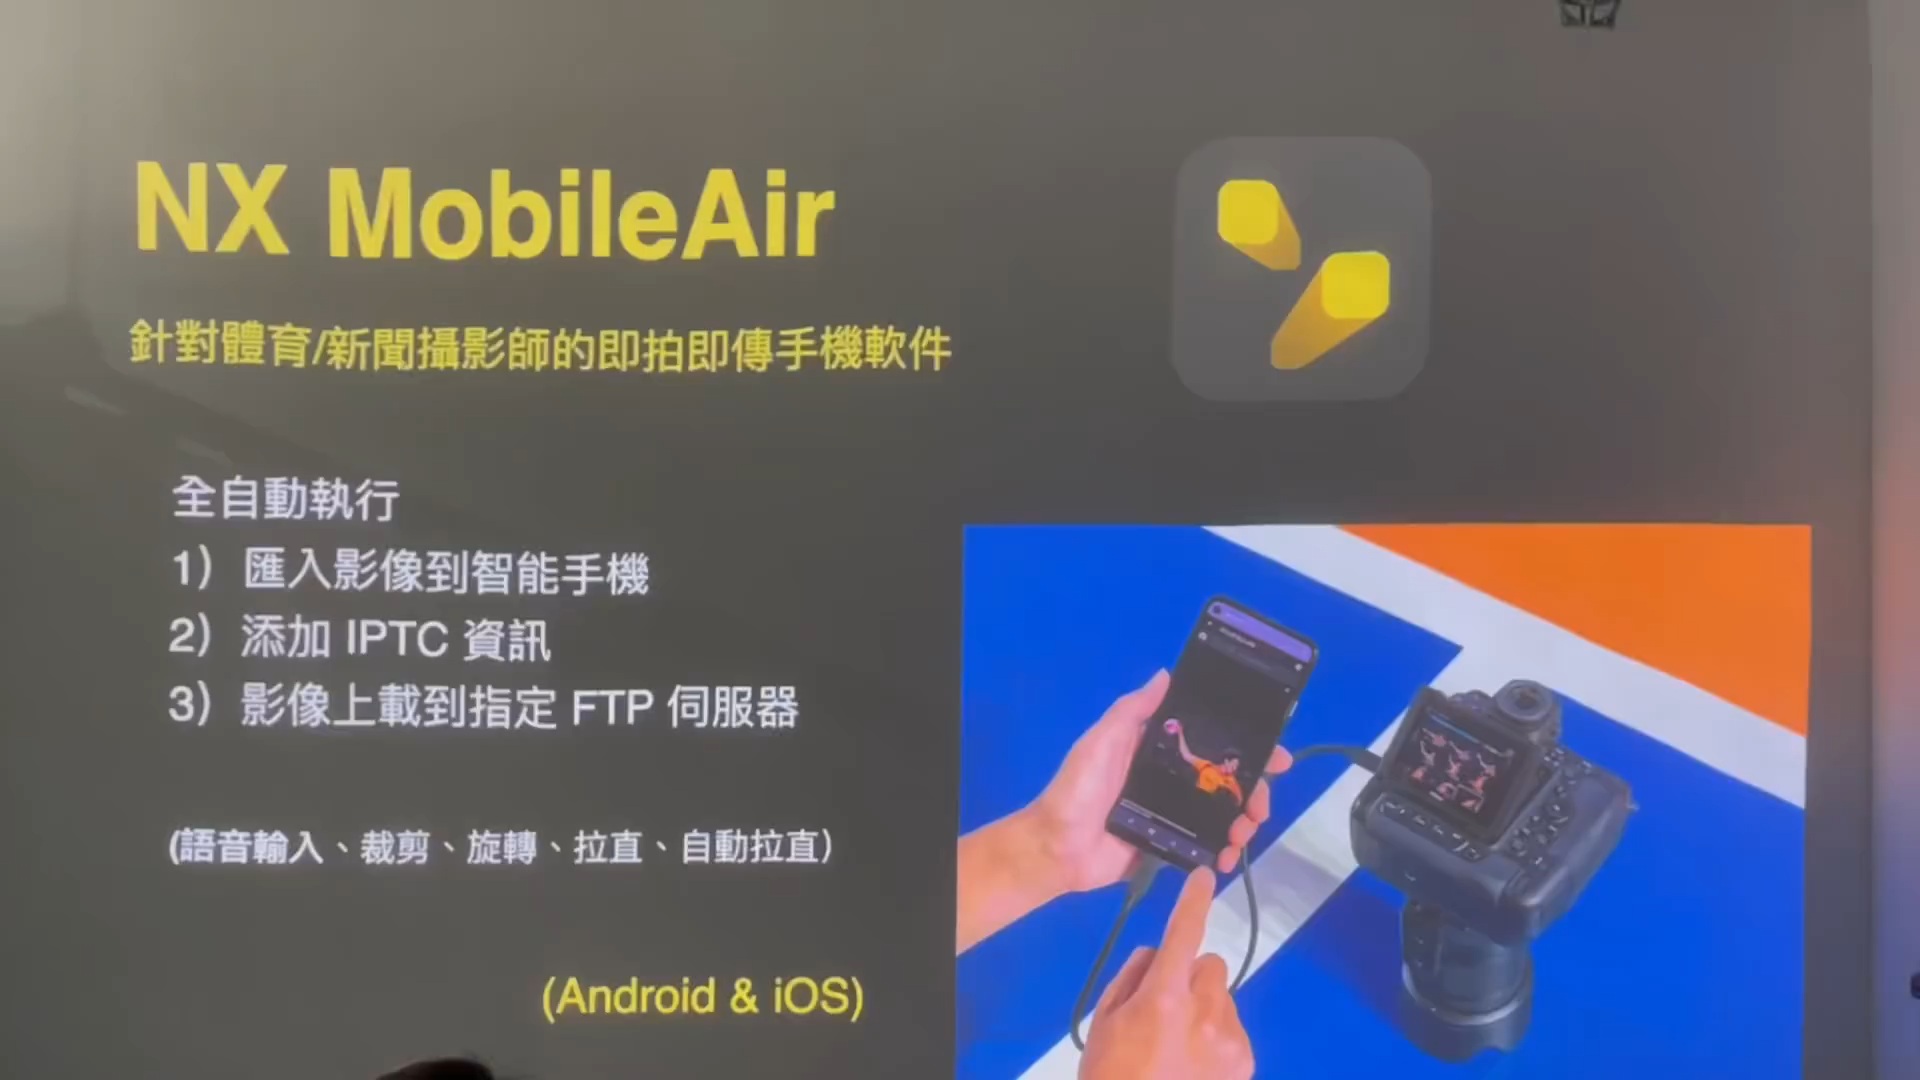 NX MobileAir
針對體育/新聞攝影師的即拍即傳手機軟件
全自動執行
1）匯入影像到智能手機
2）添加 IPTC 資訊
3）影像上載到指定 FTP 伺服器
(語音輸入、裁剪、旋轉、拉直、自動拉直)
(Android & iOS)